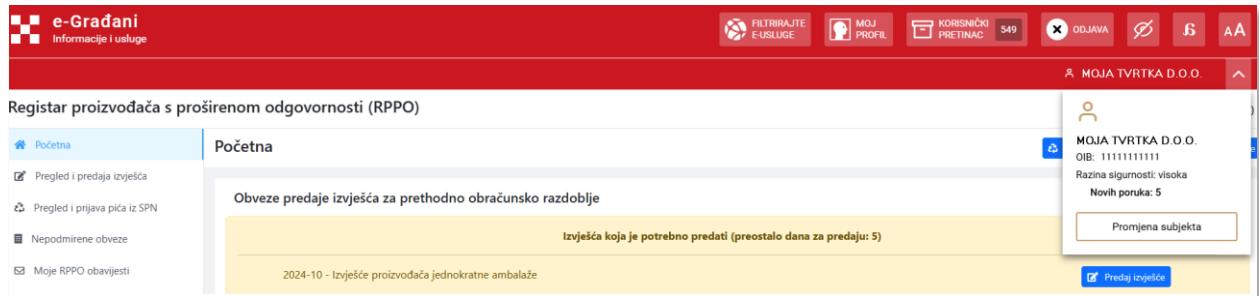 e-Građani
Informacije i usluge
FILTRIRAJTE
E-USLUGE
MOJ
PROFIL
KORISNIČKI
PRETINAC
549
ODJAVA
AA
MOJA TVRTKA D.O.O.
Registar proizvođača s proširenom odgovornosti (RPPO)
Početna
Pregled i predaja izvješća
Pregled i prijava pića iz SPN
Nepodmirene obveze
Moje RPPO obavijesti
Početna
Obveze predaje izvješća za prethodno obračunsko razdoblje
Izvješća koja je potrebno predati (preostalo dana za predaju: 5)
2024-10 - Izvješće proizvođača jednokratne ambalaže
Predaj izvješće
MOJA TVRTKA D.O.O.
OIB: 11111111111
Razina sigurnosti: visoka
Novih poruka: 5
Promjena subjekta